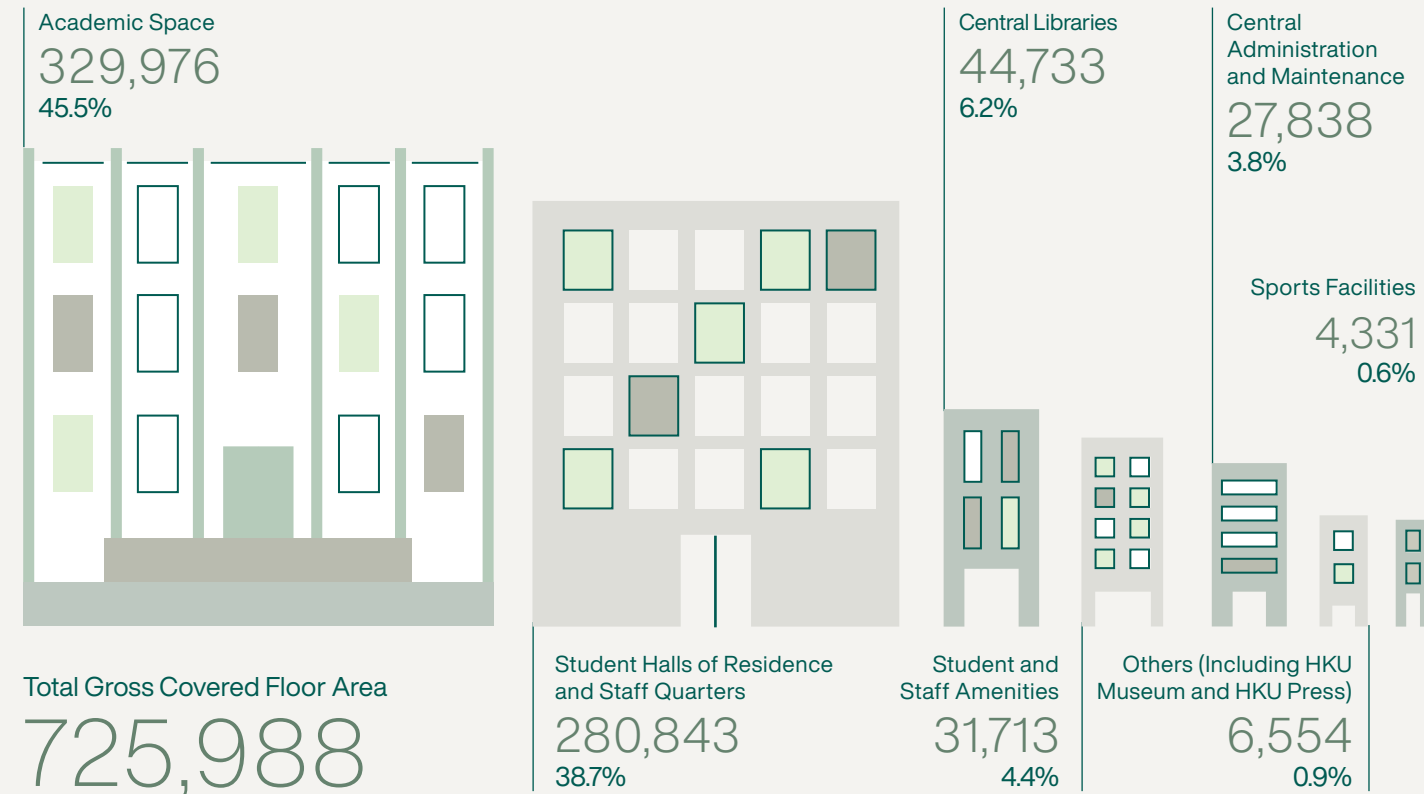 Academic Space
329,976
45.5%
Central Libraries
44,733
6.2%
Central
Administration
and Maintenance
27,838
3.8%
Sports Facilities
4,331
0.6%
Total Gross Covered Floor Area
725,988
Student Halls of Residence
and Staff Quarters
280,843
38.7%
Student and
Staff Amenities
31,713
4.4%
Others (Including HKU
Museum and HKU Press)
6,554
0.9%